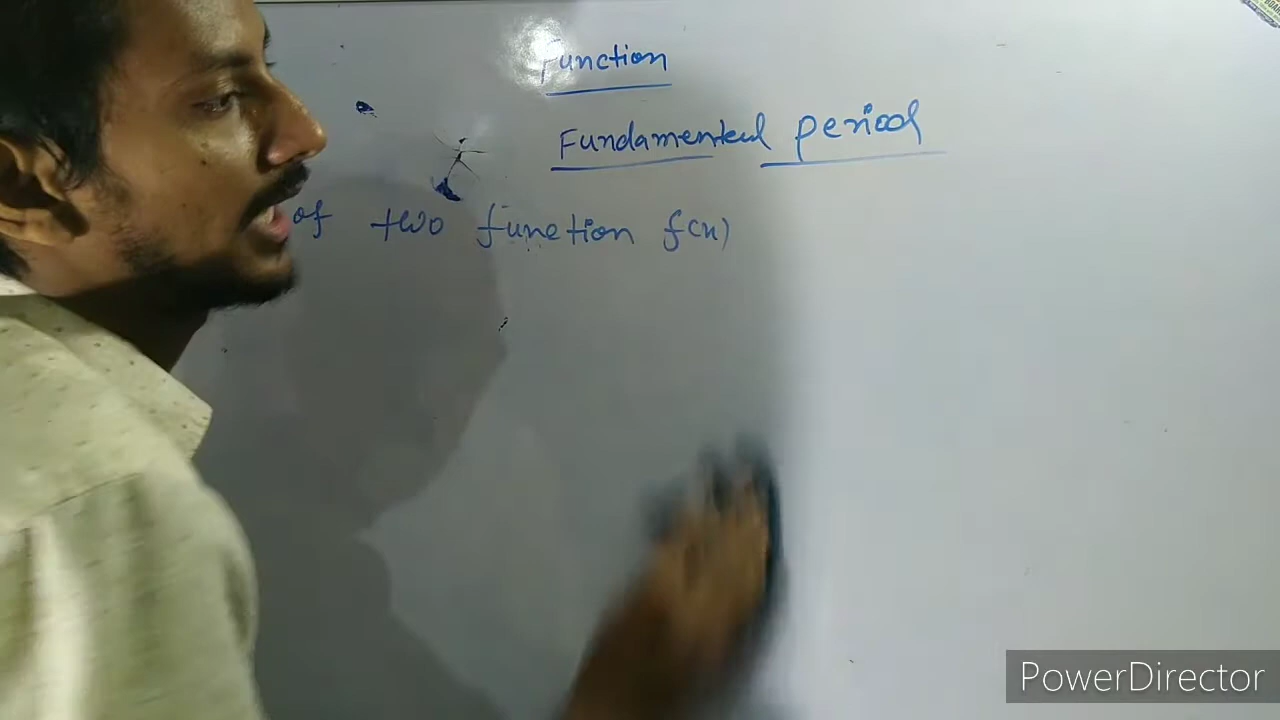 Function
Fundamental period
of two function f(x)
PowerDirector